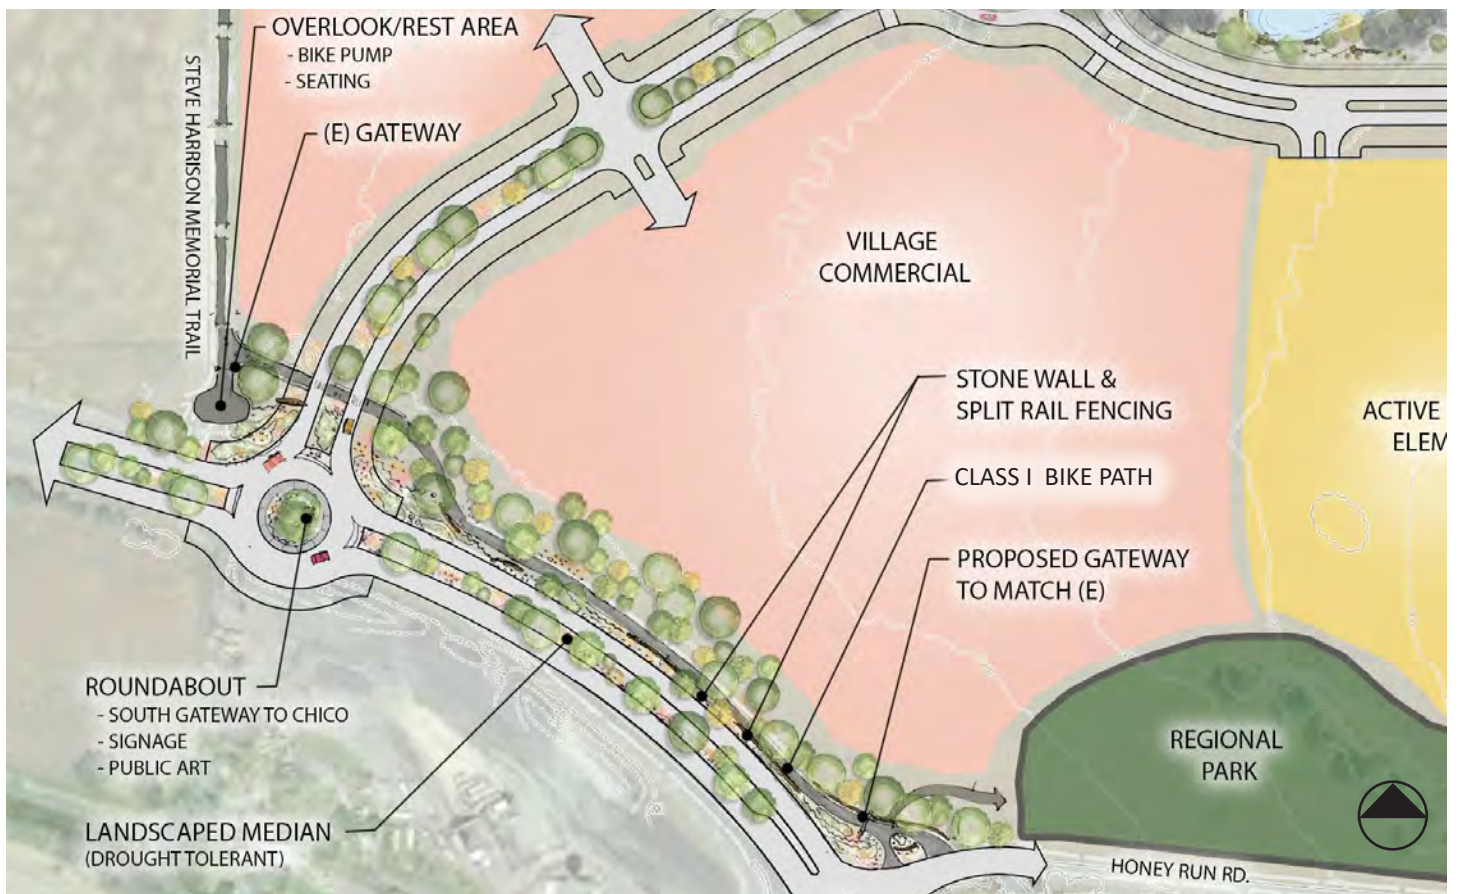 OVERLOOK/REST AREA
- BIKE PUMP
- SEATING
(E) GATEWAY
STEVE HARRISON MEMORIAL TRAIL
VILLAGE
COMMERCIAL
STONE WALL &
SPLIT RAIL FENCING
ACTIVE
ELEM
CLASS I BIKE PATH
PROPOSED GATEWAY
TO MATCH (E)
ROUNDABOUT
- SOUTH GATEWAY TO CHICO
- SIGNAGE
- PUBLIC ART
REGIONAL
PARK
LANDSCAPED MEDIAN
(DROUGHT TOLERANT)
HONEY RUN RD.